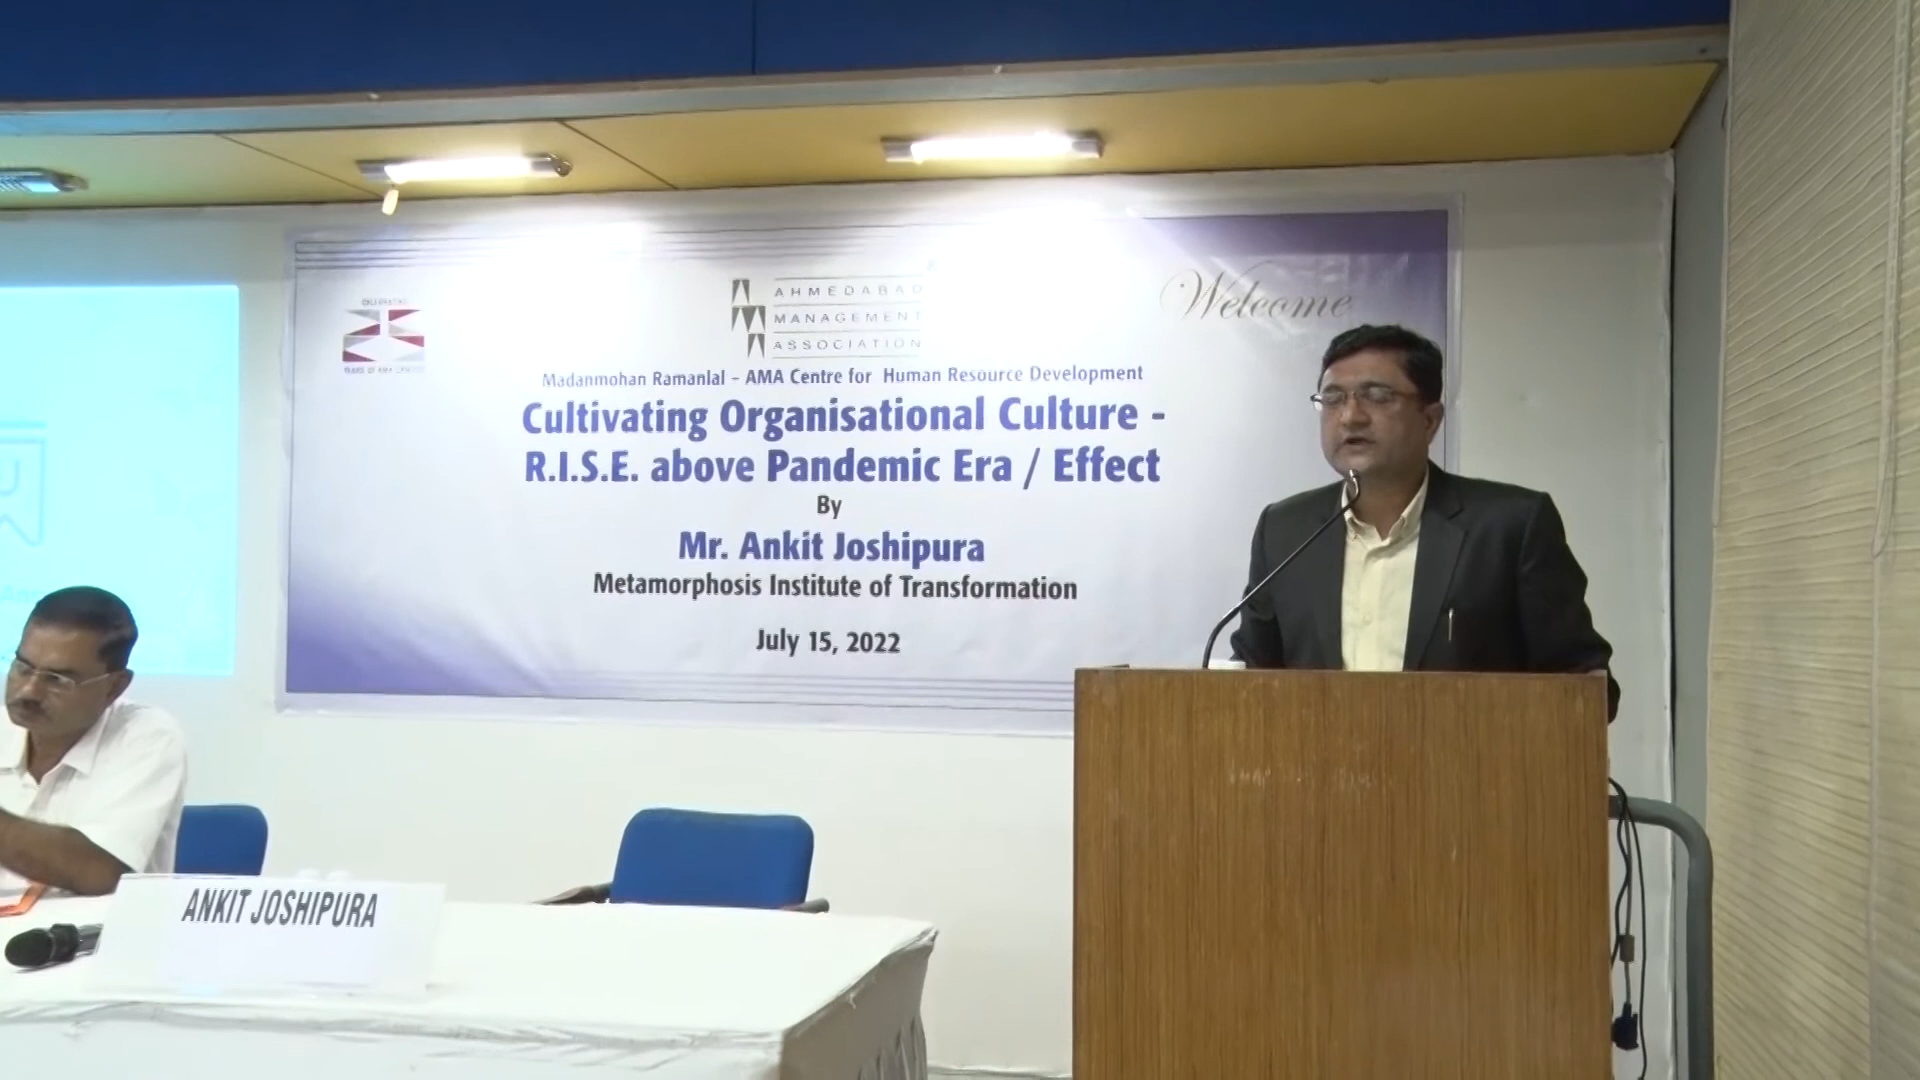 CELEBRATING
AHMEDABAD
MANAGEMENT
ASSOCIATION
Welcome
Madanmohan Ramanlal – AMA Centre for Human Resource Development
Cultivating Organisational Culture -
R.I.S.E. above Pandemic Era / Effect
By
Mr. Ankit Joshipura
Metamorphosis Institute of Transformation
July 15, 2022
ANKIT JOSHIPURA